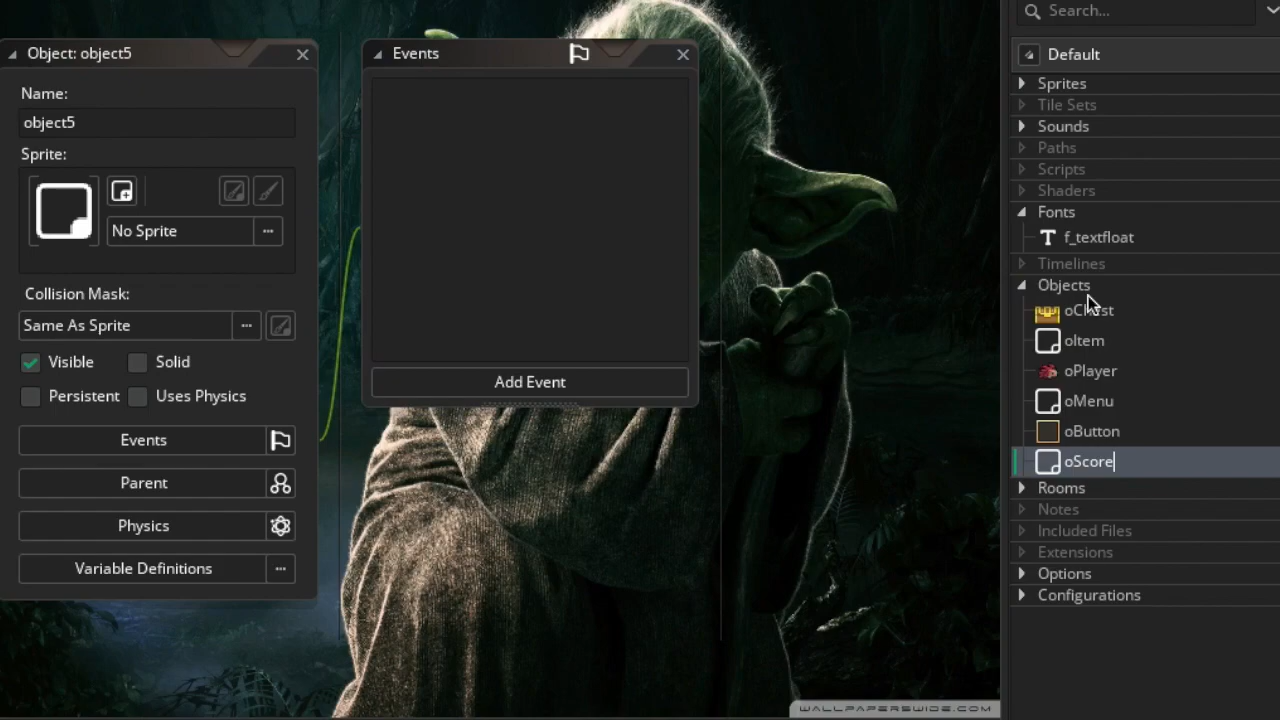 Object: object5
Name:
object5
Sprite:
No Sprite
Collision Mask:
Same As Sprite
Visible
Solid
Persistent
Uses Physics
Events
Parent
Physics
Variable Definitions
Events
Add Event
Search...
Default
Sprites
Tile Sets
Sounds
Paths
Scripts
Shaders
Fonts
f_textfloat
Timelines
Objects
oChest
oItem
oPlayer
oMenu
oButton
oScore
Rooms
Notes
Included Files
Extensions
Options
Configurations
WALLPAPERSWIDE.COM